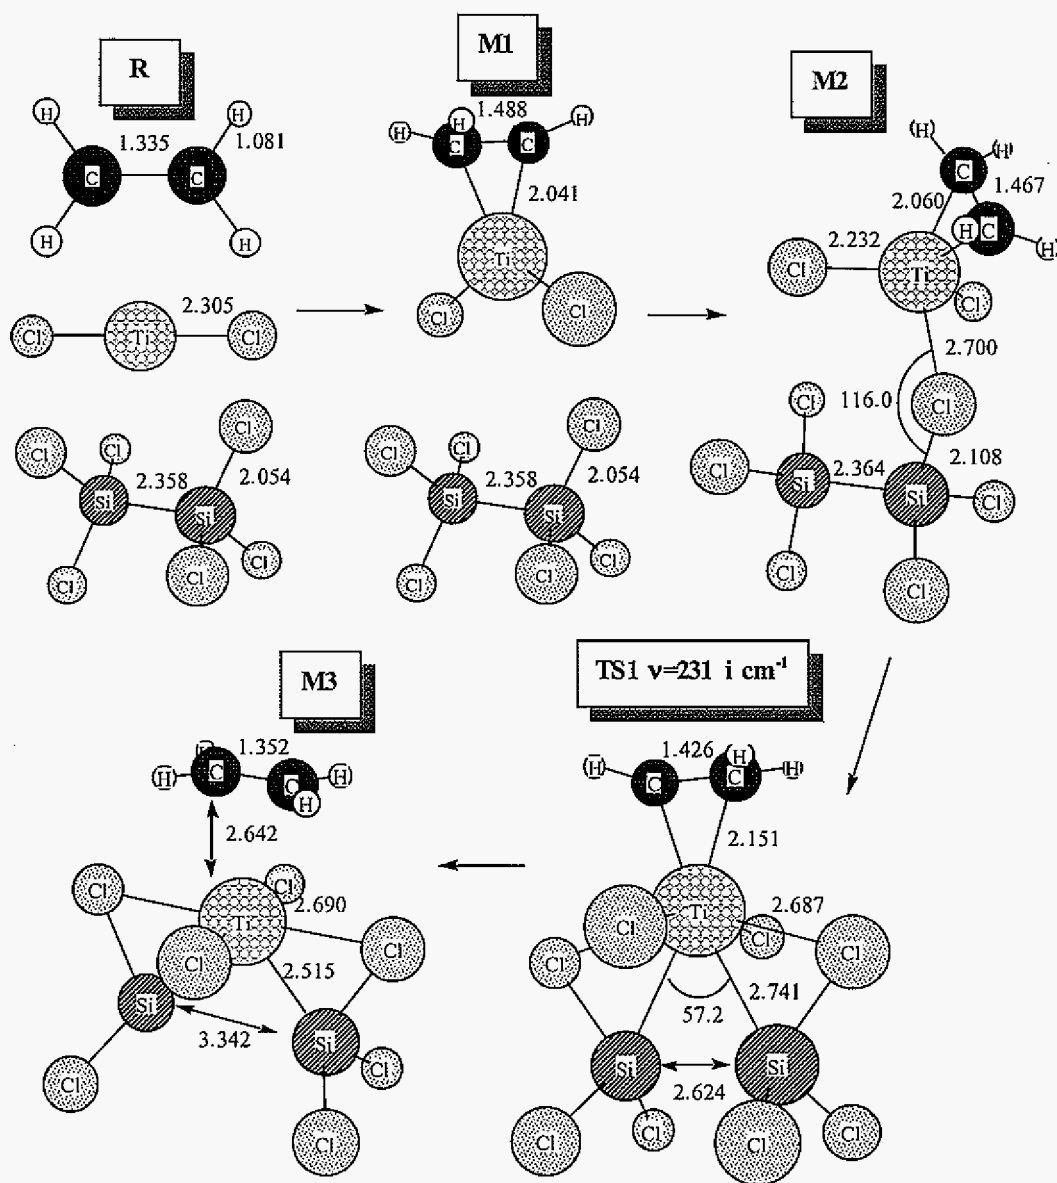 R
H
H
1.335
1.081
C
C
H
H
2.305
Cl
Ti
Cl
Cl
Cl
Cl
2.358
2.054
Si
Si
Cl
Cl
Cl
M1
1.488
H
H
H
C
C
2.041
Ti
Cl
Cl
Cl
Cl
Cl
2.358
2.054
Si
Si
Cl
Cl
Cl
M2
(H)
H
C
1.467
2.060
H
C
H
2.232
Cl
Ti
Cl
2.700
Cl
116.0
Cl
Cl
2.364
2.108
Si
Si
Cl
Cl
Cl
M3
1.352
H
C
C
H
H
2.642
Cl
Cl
2.690
Ti
Cl
Cl
2.515
Si
3.342
Si
Cl
Cl
Cl
TS1 ν=231 i cm-1
1.426
H
H
H
C
C
2.151
Cl
Ti
2.687
Cl
Cl
Cl
2.741
57.2
Si
Si
2.624
Cl
Cl
Cl
Cl